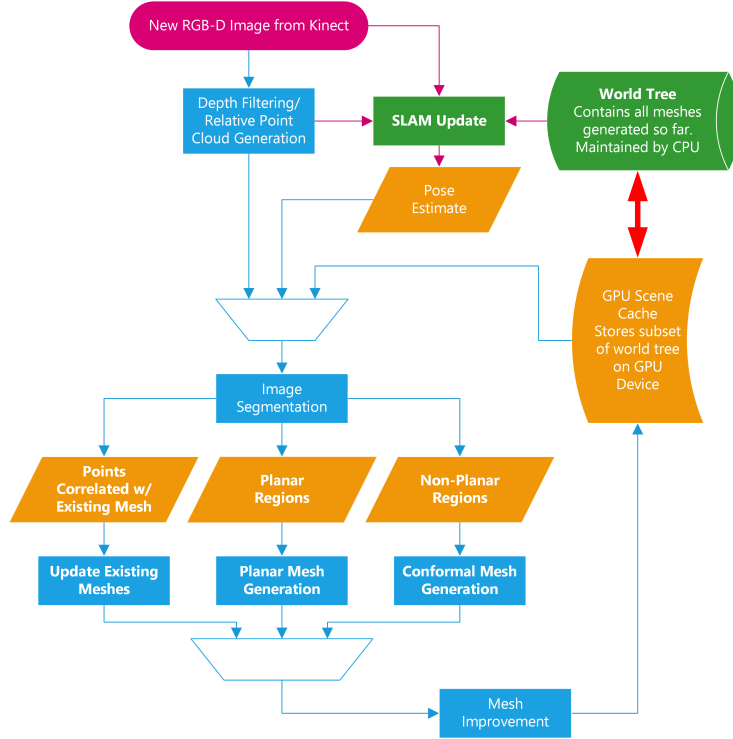 New RGB-D Image from Kinect
Depth Filtering/
Relative Point
Cloud Generation
SLAM Update
World Tree
Contains all meshes
generated so far.
Maintained by CPU
Pose
Estimate
GPU Scene
Cache
Stores subset
of world tree
on GPU
Device
Image
Segmentation
Points
Correlated w/
Existing Mesh
Planar
Regions
Non-Planar
Regions
Update Existing
Meshes
Planar Mesh
Generation
Conformal Mesh
Generation
Mesh
Improvement